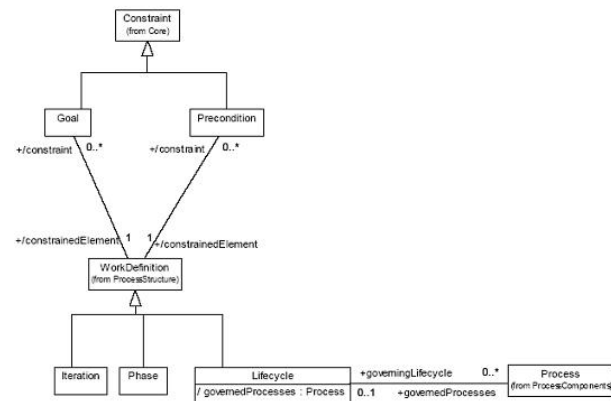 Constraint
(from Core)
Goal
Precondition
+/constraint 0..*
+/constraint 0..*
+/constrainedElement 1
1 +/constrainedElement
WorkDefinition
(from ProcessStructure)
Iteration
Phase
Lifecycle
/ governedProcesses : Process
+governingLifecycle 0..*
0..1 +governedProcesses
Process
(from ProcessComponents)